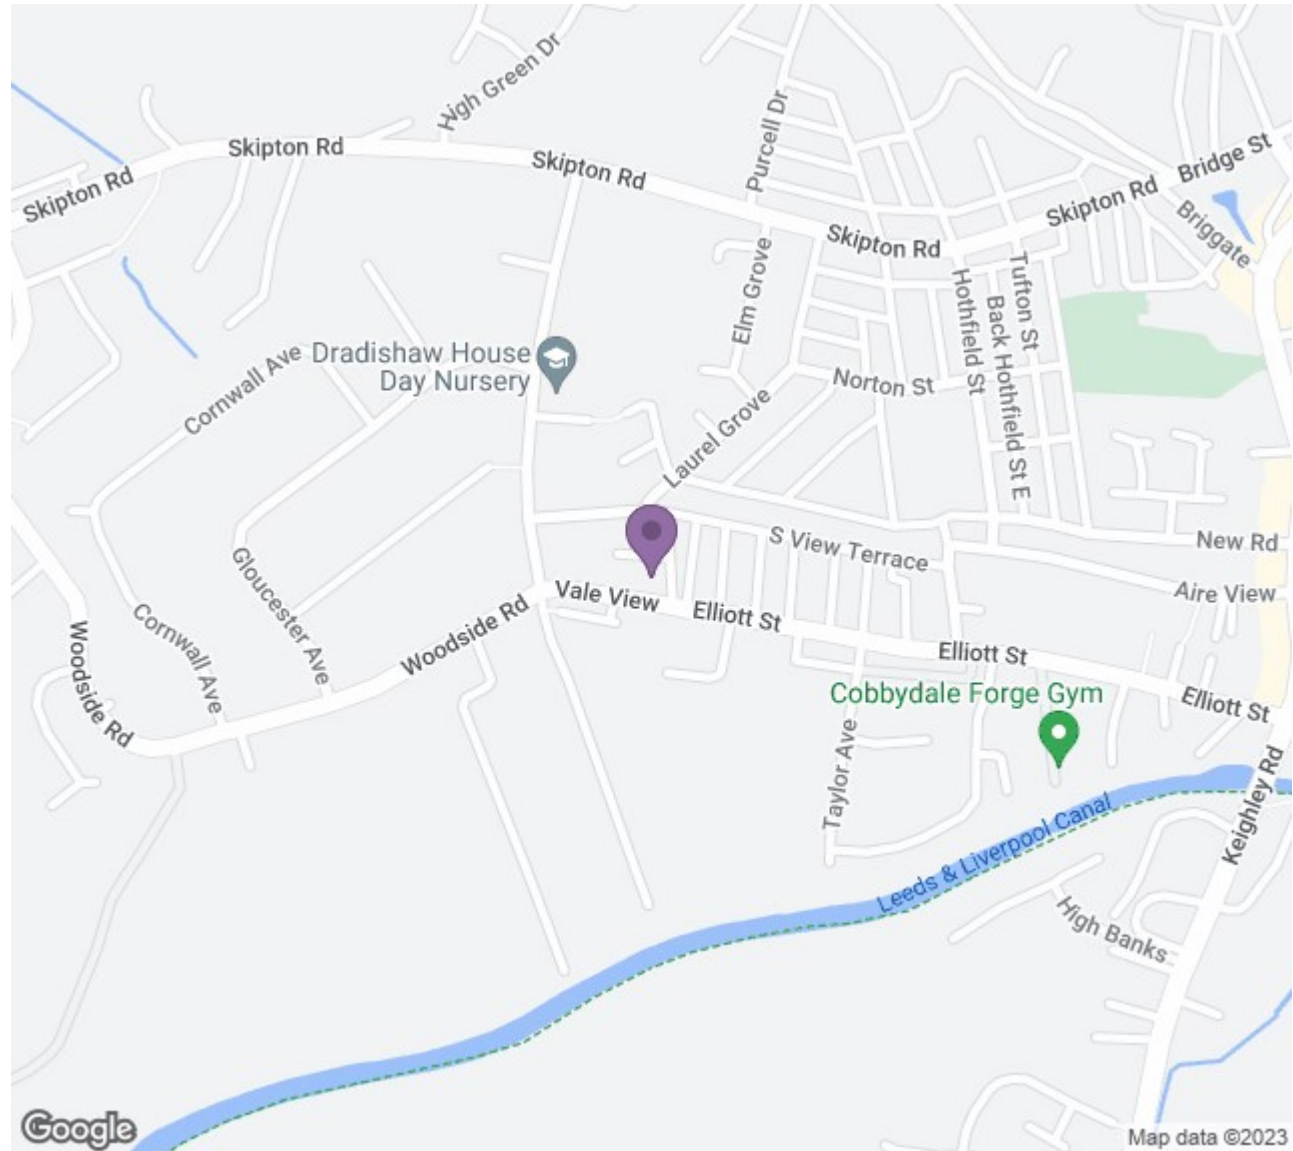 High Green Dr
Purcell Dr
Skipton Rd
Skipton Rd
Skipton Rd
Skipton Rd
Skipton Rd
Bridge St
Briggate
Elm Grove
Tufton St
Hothfield St
Back Hothfield St E
Dradishaw House
Day Nursery
Cornwall Ave
Norton St
Laurel Grove
S View Terrace
New Rd
Aire View
Gloucester Ave
Vale View
Elliott St
Woodside Rd
Cornwall Ave
Woodside Rd
Elliott St
Elliott St
Cobbydale Forge Gym
Taylor Ave
Keighley Rd
Leeds & Liverpool Canal
High Banks
Google
Map data ©2023